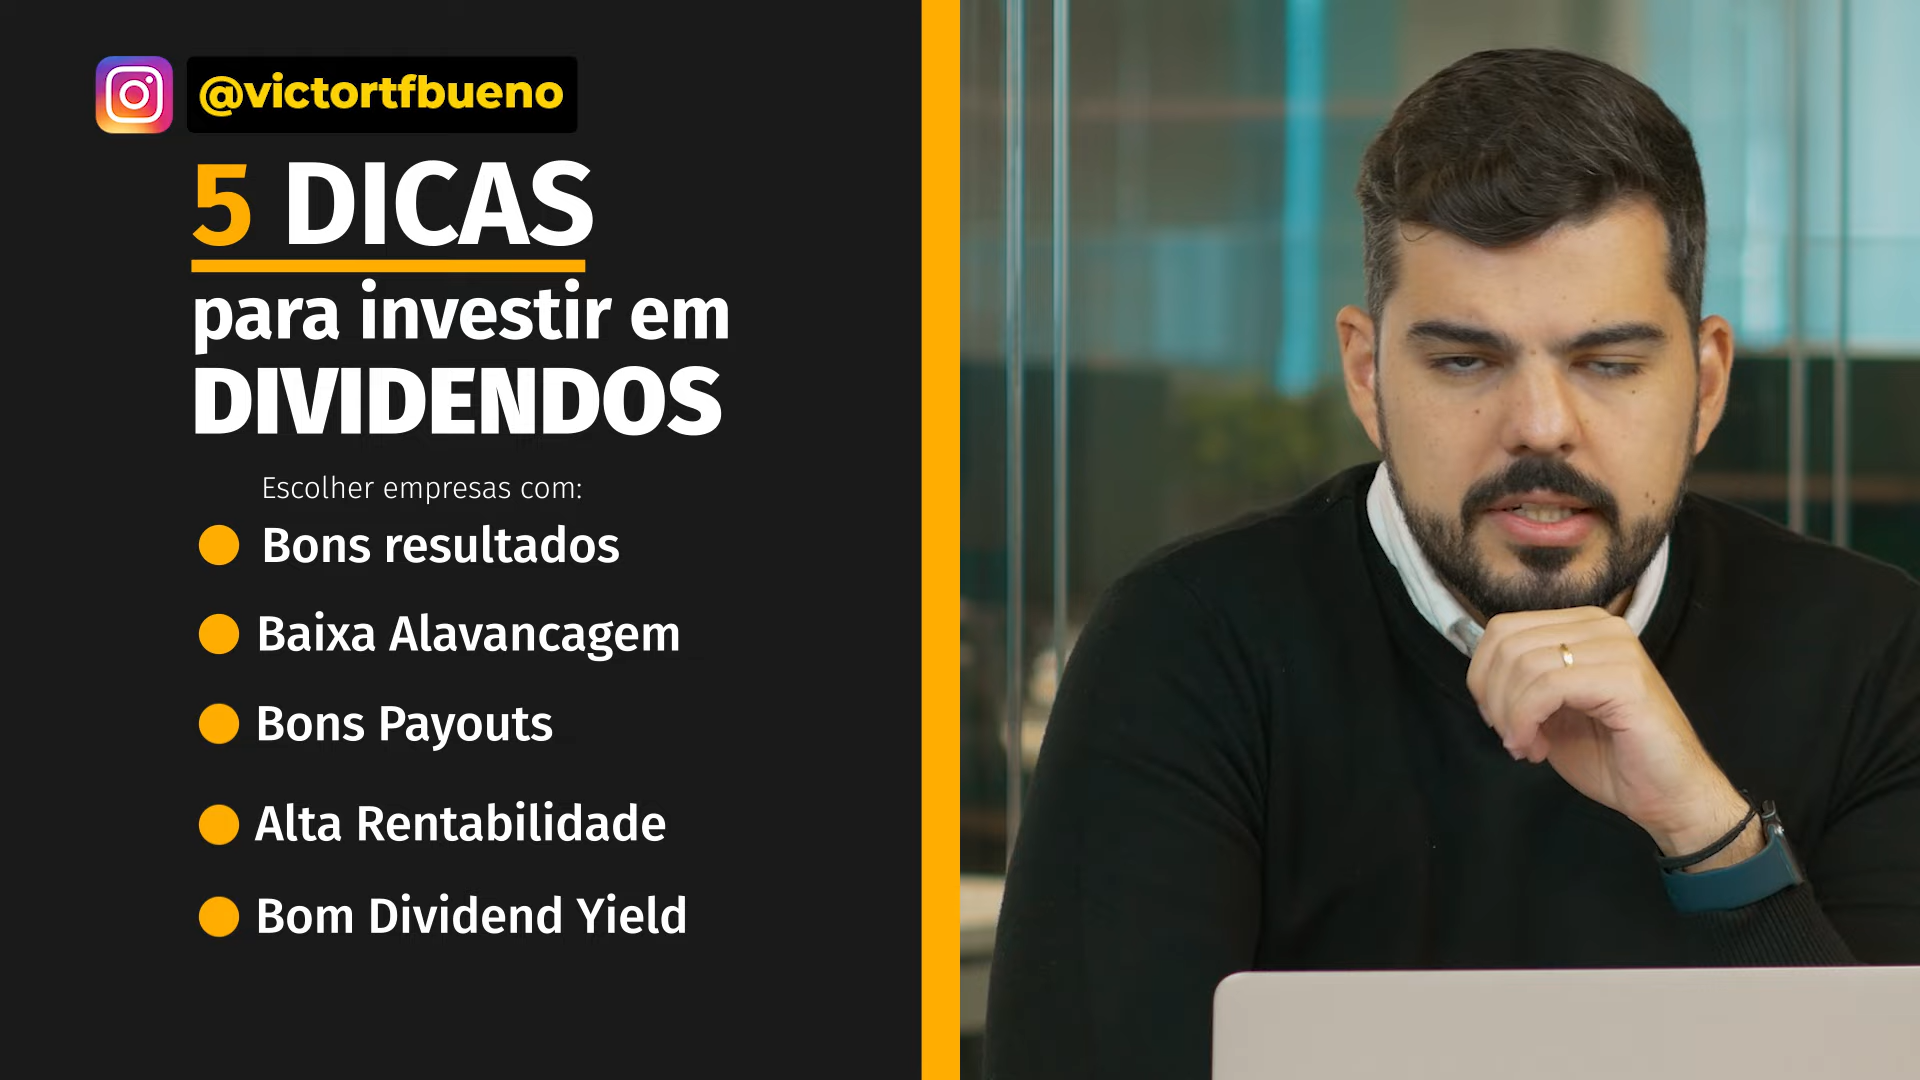 @victortfbueno
5 DICAS
para investir em
DIVIDENDOS
Escolher empresas com:
Bons resultados
Baixa Alavancagem
Bons Payouts
Alta Rentabilidade
Bom Dividend Yield